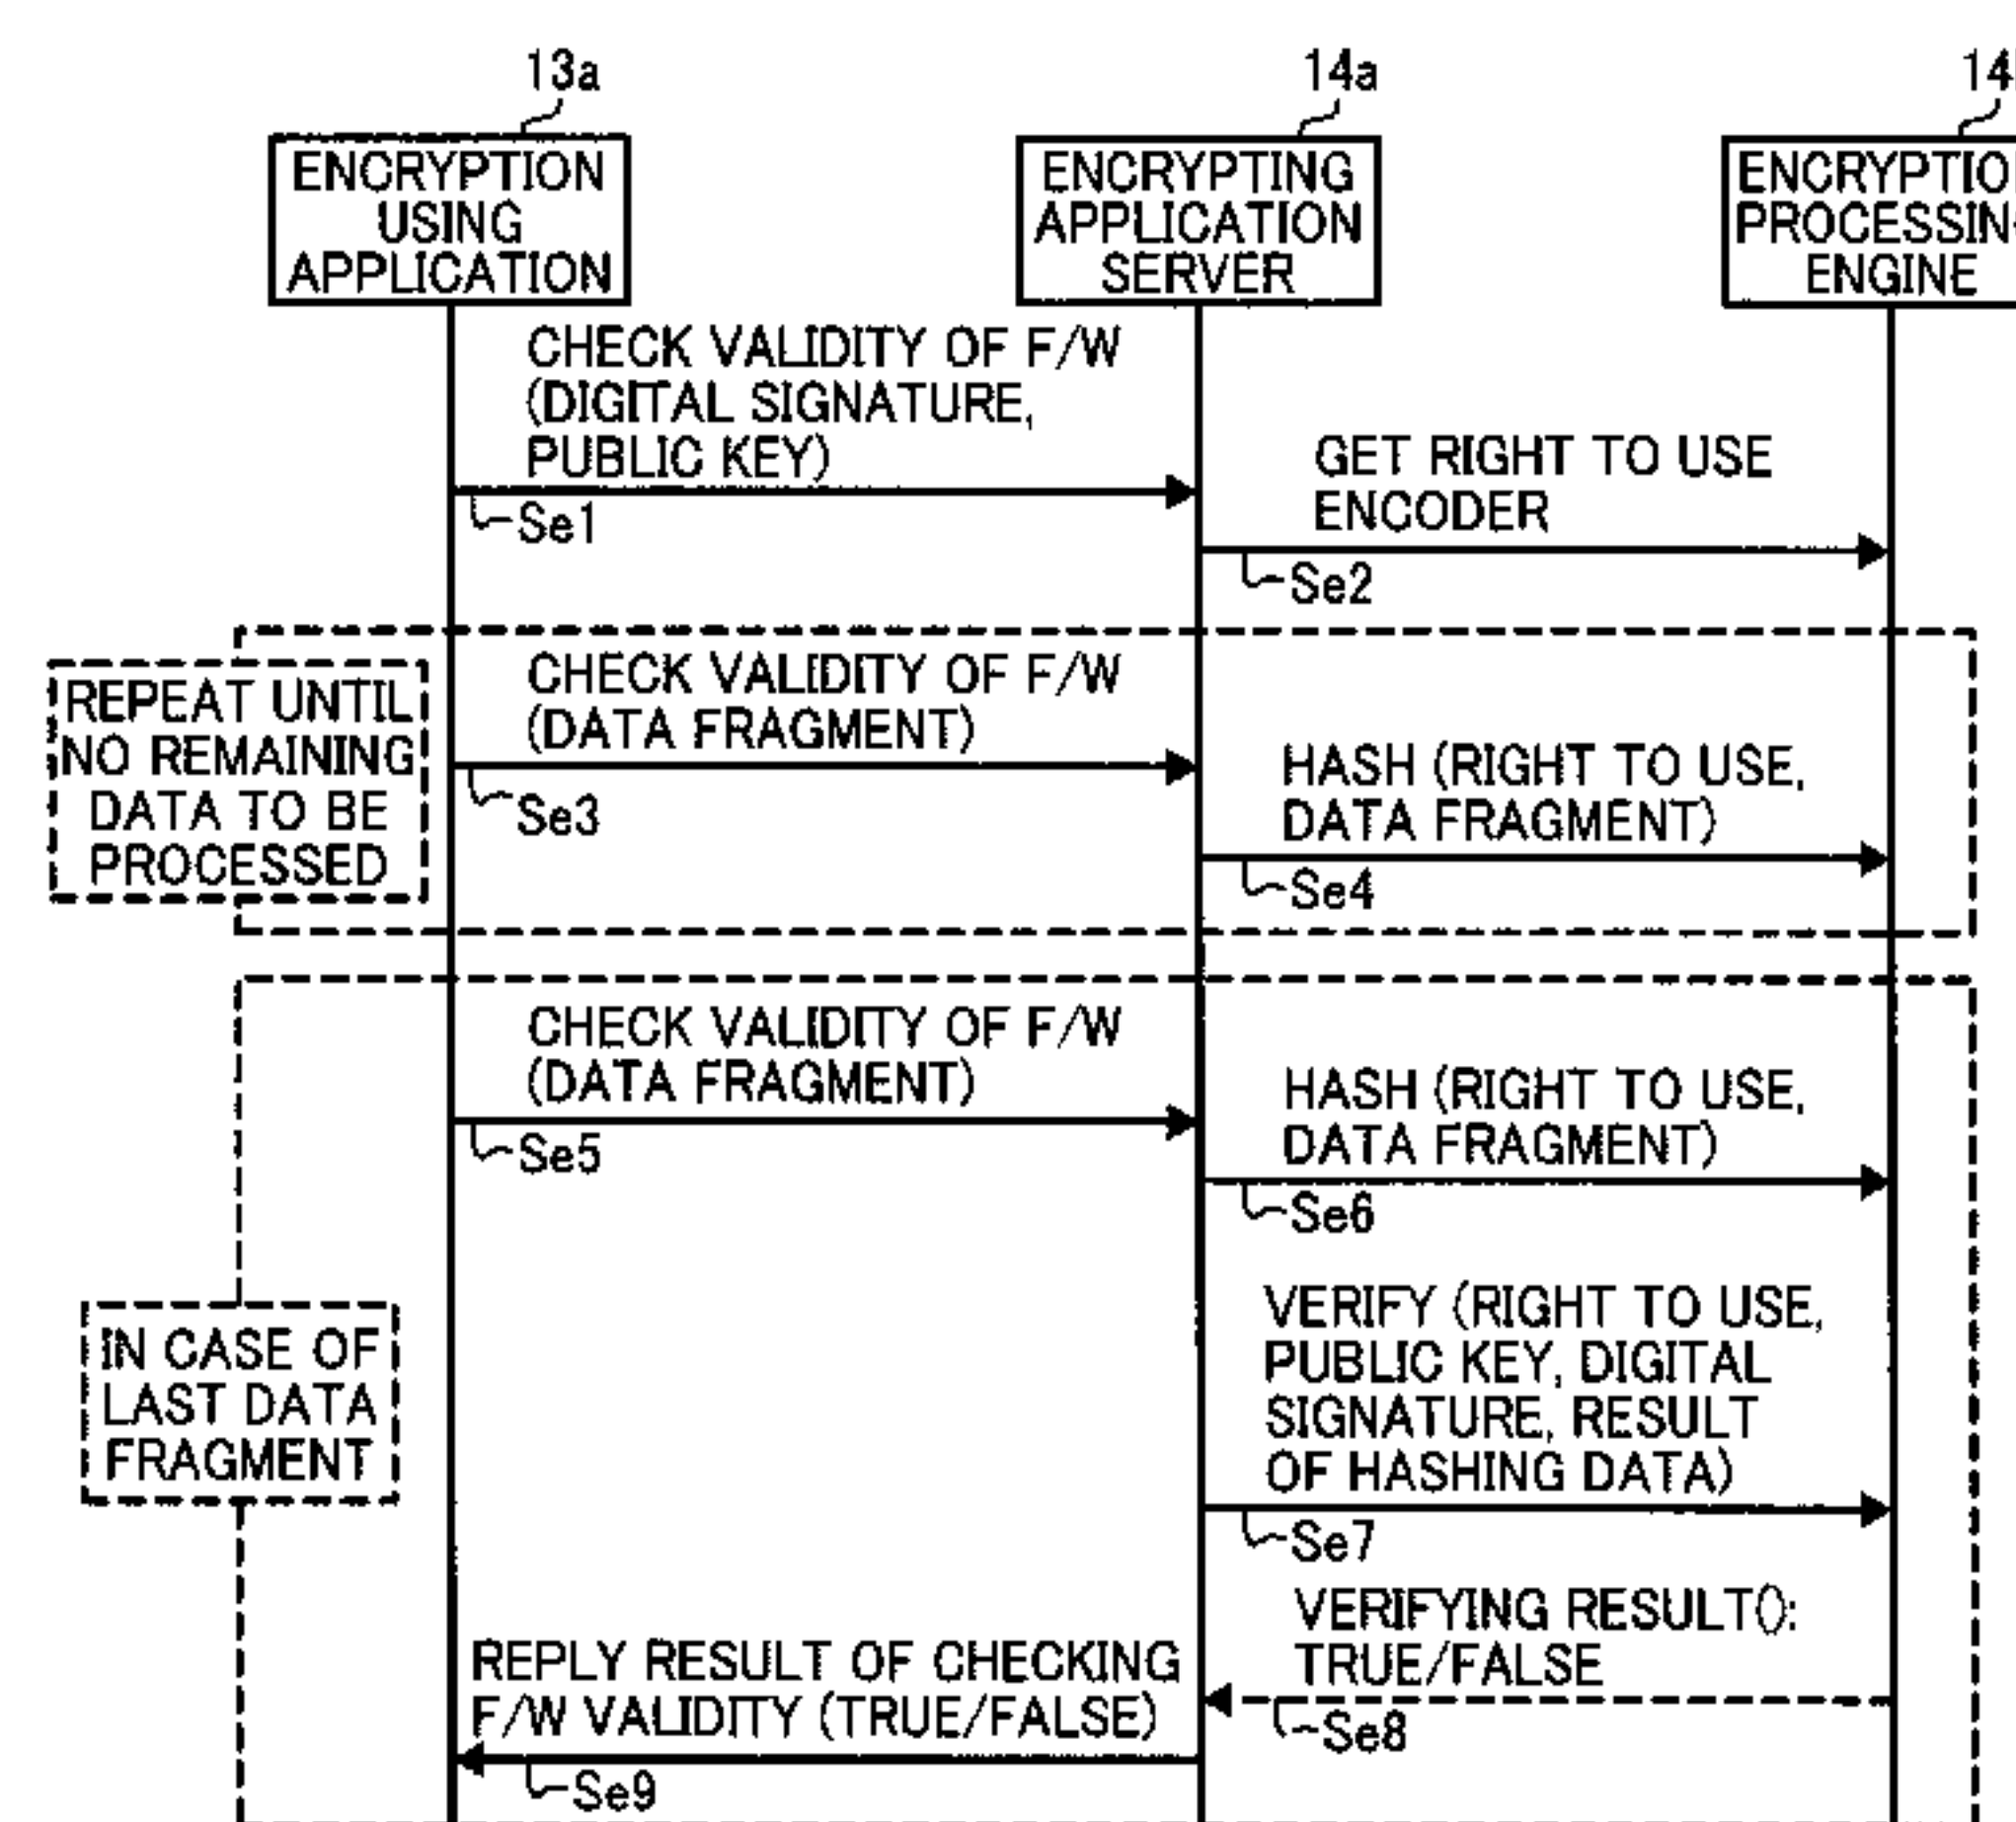 13a
14a
ENCRYPTION
USING
APPLICATION
ENCRYPTING
APPLICATION
SERVER
ENGINE
CHECK VALIDITY OF F/W
(DIGITAL SIGNATURE,
PUBLIC KEY)
Se1
GET RIGHT TO USE
ENCODER
Se2
REPEAT UNTIL
NO REMAINING
DATA TO BE
PROCESSED
CHECK VALIDITY OF F/W
(DATA FRAGMENT)
Se3
HASH (RIGHT TO USE,
DATA FRAGMENT)
Se4
CHECK VALIDITY OF F/W
(DATA FRAGMENT)
Se5
HASH (RIGHT TO USE,
DATA FRAGMENT)
Se6
IN CASE OF
LAST DATA
FRAGMENT
VERIFY (RIGHT TO USE,
PUBLIC KEY, DIGITAL
SIGNATURE, RESULT
OF HASHING DATA)
Se7
VERIFYING RESULT():
TRUE/FALSE
Se8
REPLY RESULT OF CHECKING
F/W VALIDITY (TRUE/FALSE)
Se9